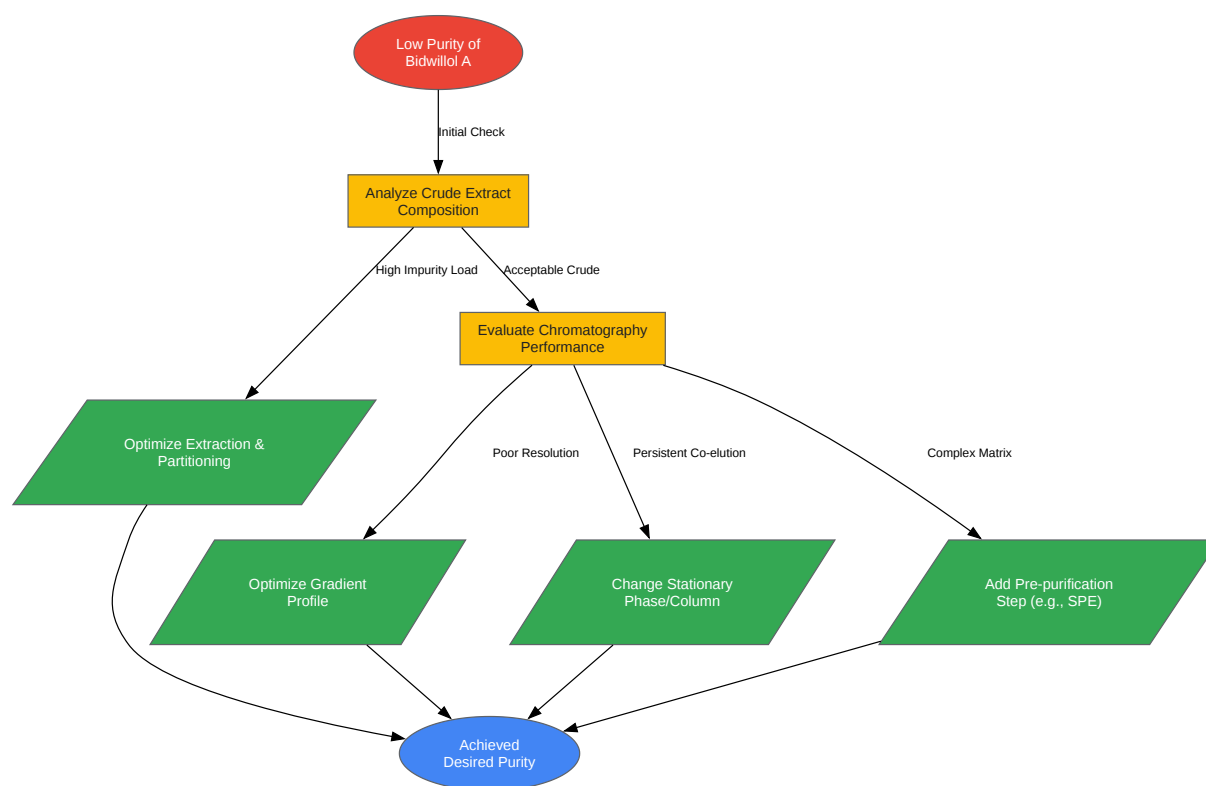 Low Purity of
Bidwillol A
Initial Check
Analyze Crude Extract
Composition
High Impurity Load
Acceptable Crude
Evaluate Chromatography
Performance
Optimize Extraction &
Partitioning
Poor Resolution
Persistent Co-elution
Complex Matrix
Optimize Gradient
Profile
Change Stationary
Phase/Column
Add Pre-purification
Step (e.g., SPE)
Achieved
Desired Purity